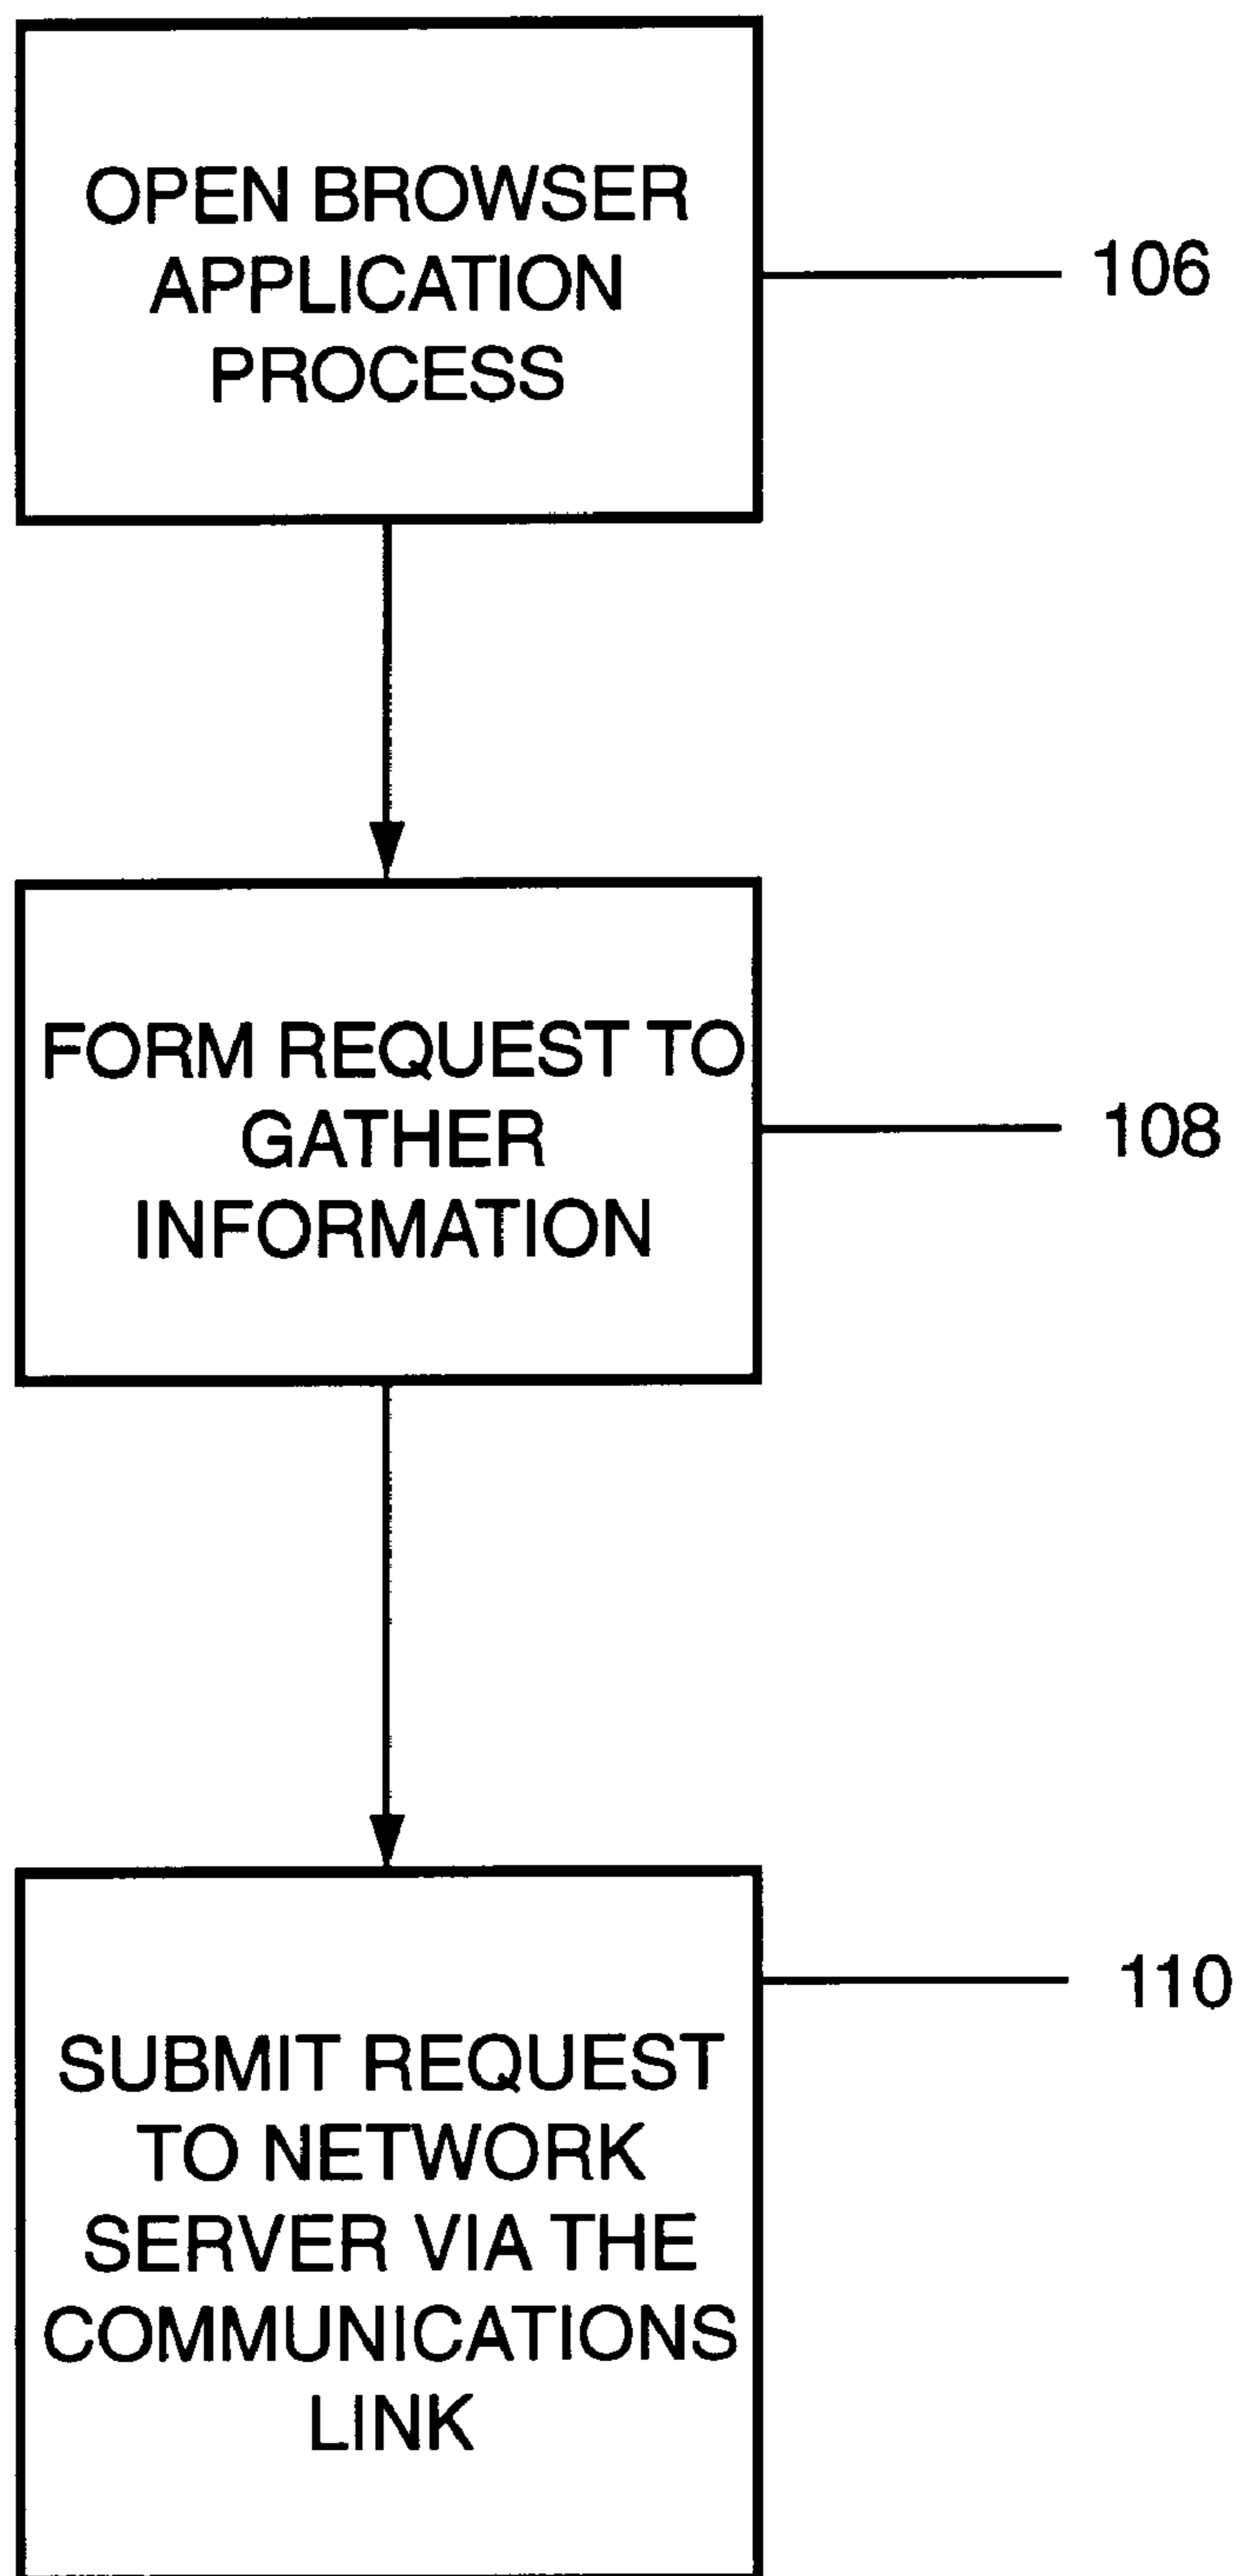 OPEN BROWSER
APPLICATION
PROCESS
106
FORM REQUEST TO
GATHER
INFORMATION
108
110
SUBMIT REQUEST
TO NETWORK
SERVER VIA THE
COMMUNICATIONS
LINK